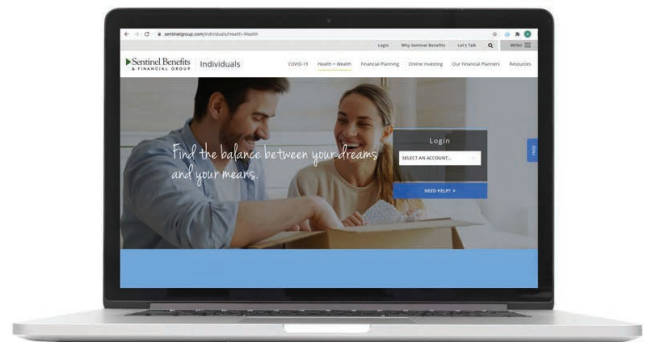 sentinelgroup.com/individuals/Health-Wealth
Login Why Sentinel Benefits Let's Talk MENU
Sentinel Benefits
& FINANCIAL GROUP
Individuals
COVID-19 Health + Wealth Financial Planning Online Investing Our Financial Planners Resources
Find the balance between your dreams
and your means.
Login
SELECT AN ACCOUNT...
NEED HELP? >